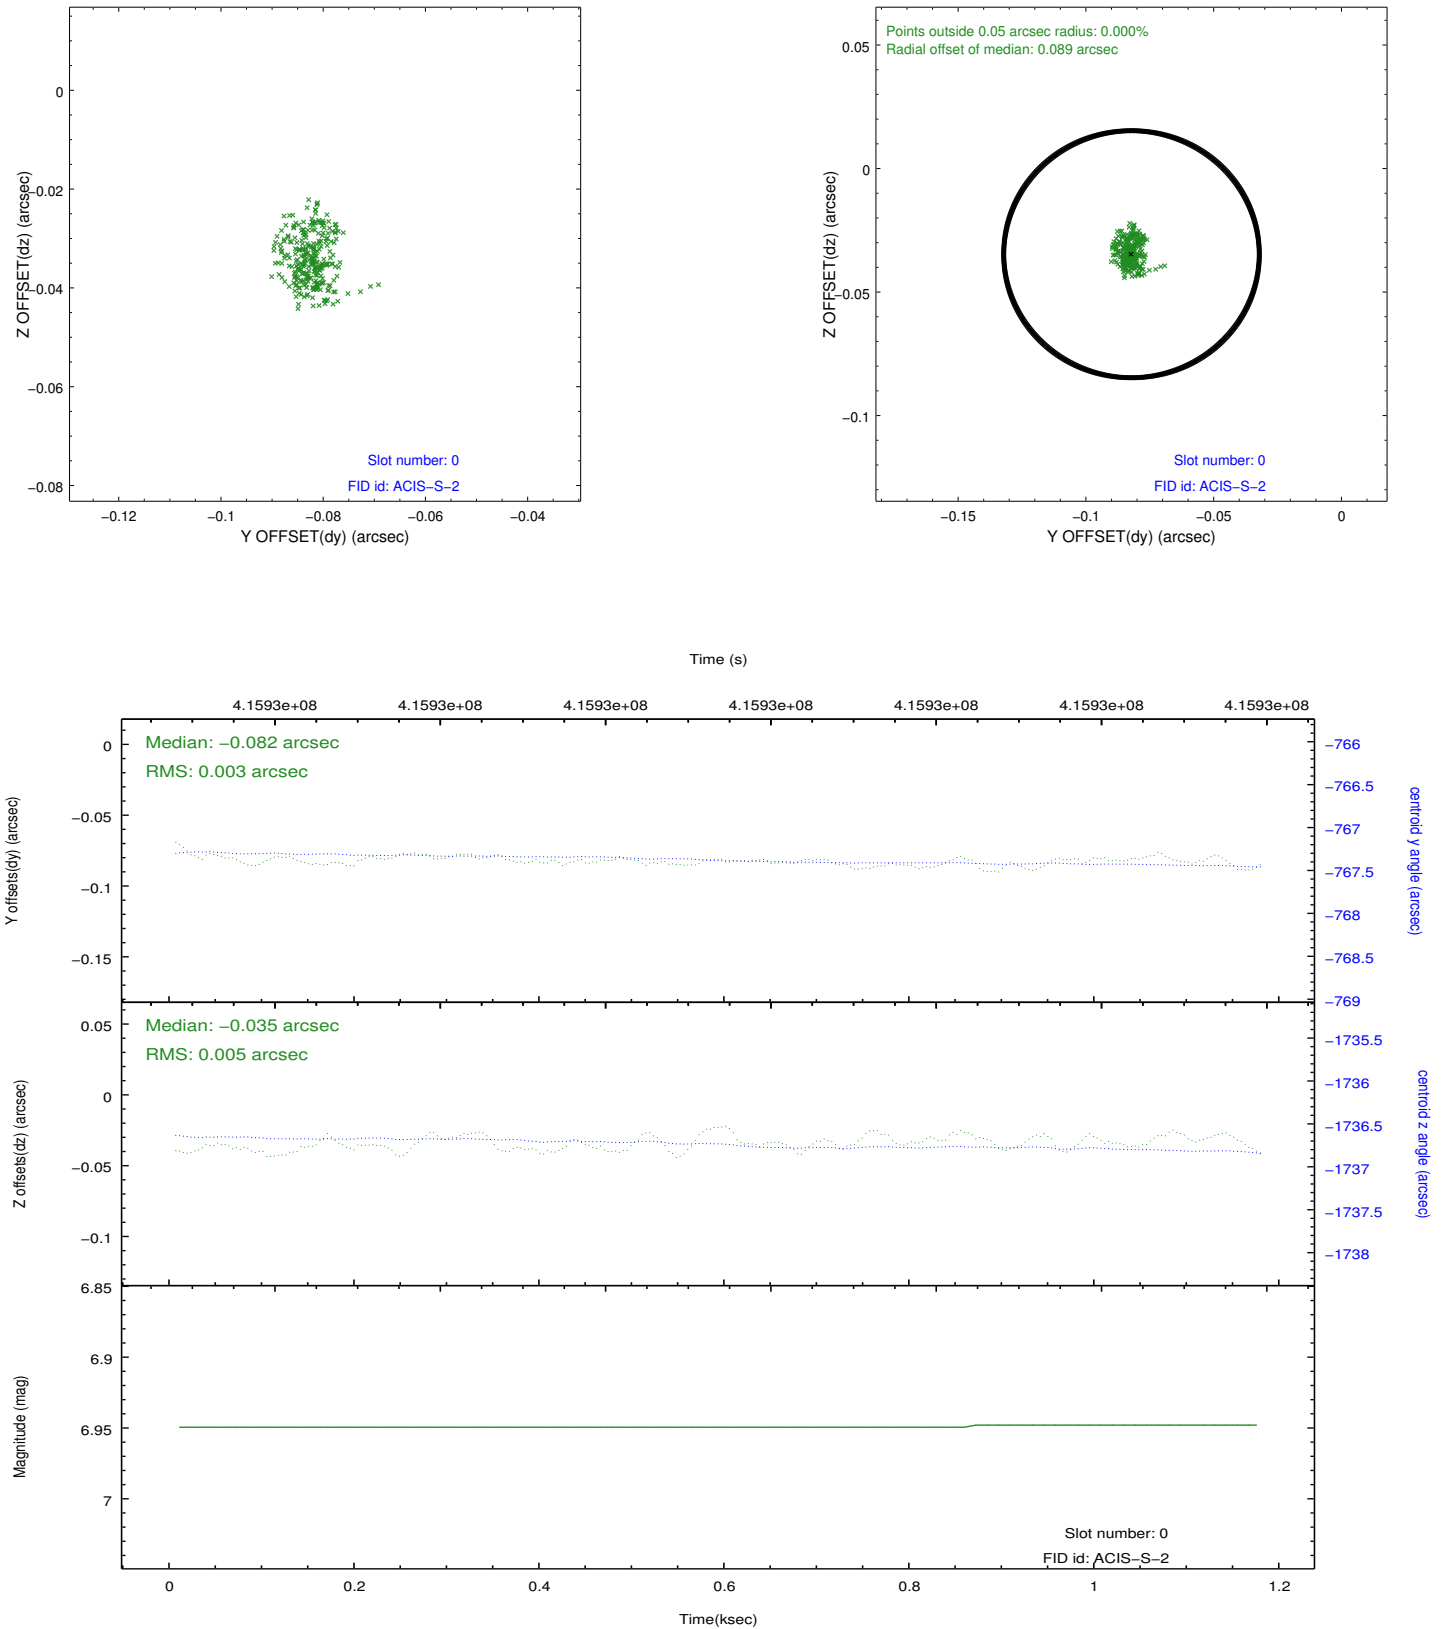 0
−0.02
−0.04
−0.06
−0.08
Z OFFSET(dz) (arcsec)
Slot number: 0
FID id: ACIS−S−2
−0.12 −0.1 −0.08 −0.06 −0.04
Y OFFSET(dy) (arcsec)
Points outside 0.05 arcsec radius: 0.000%
Radial offset of median: 0.089 arcsec
0.05
0
−0.05
−0.1
Z OFFSET(dz) (arcsec)
Slot number: 0
FID id: ACIS−S−2
−0.15 −0.1 −0.05 0
Y OFFSET(dy) (arcsec)
Time (s)
4.1593e+08 4.1593e+08 4.1593e+08 4.1593e+08 4.1593e+08 4.1593e+08 4.1593e+08
Median: −0.082 arcsec
RMS: 0.003 arcsec
0
−0.05
−0.1
−0.15
Y offsets(dy) (arcsec)
−766
−766.5
−767
−767.5
−768
−768.5
−769
centroid y angle (arcsec)
Median: −0.035 arcsec
RMS: 0.005 arcsec
0.05
0
−0.05
−0.1
Z offsets(dz) (arcsec)
−1735.5
−1736
−1736.5
−1737
−1737.5
−1738
centroid z angle (arcsec)
6.85
6.9
6.95
7
Magnitude (mag)
Slot number: 0
FID id: ACIS−S−2
0 0.2 0.4 0.6 0.8 1 1.2
Time(ksec)